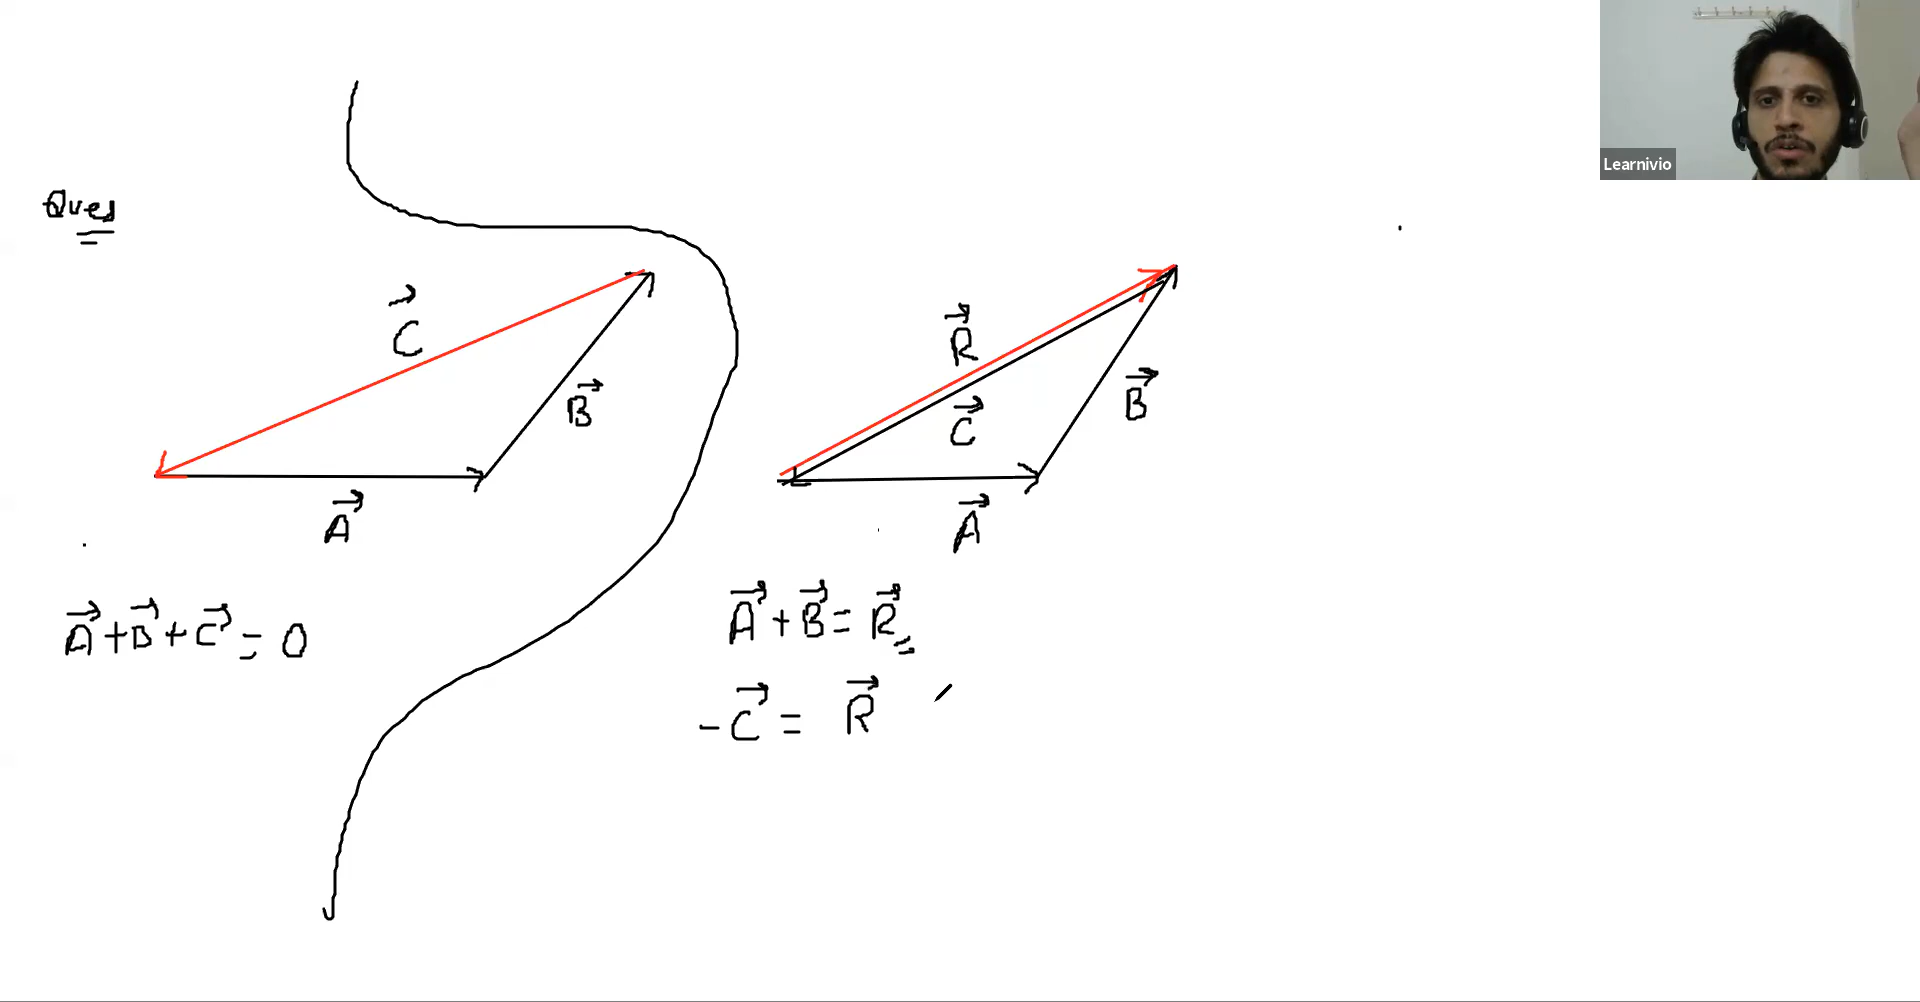 Ques
C⃗
B⃗
A⃗
A⃗ + B⃗ + C⃗ = 0
R⃗
C⃗
B⃗
A⃗
A⃗ + B⃗ = R⃗
-C⃗ = R⃗
Learnivio